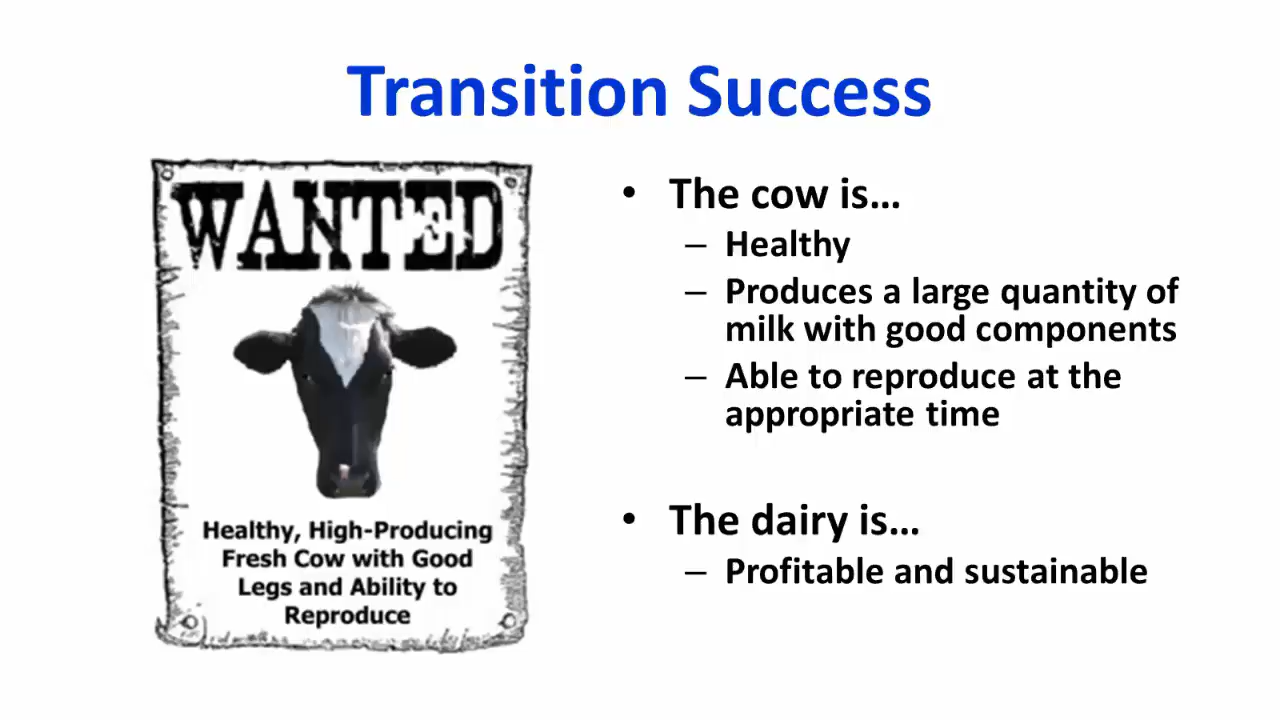 Transition Success
WANTED
Healthy, High-Producing
Fresh Cow with Good
Legs and Ability to
Reproduce
• The cow is...
– Healthy
– Produces a large quantity of
milk with good components
– Able to reproduce at the
appropriate time
• The dairy is...
– Profitable and sustainable